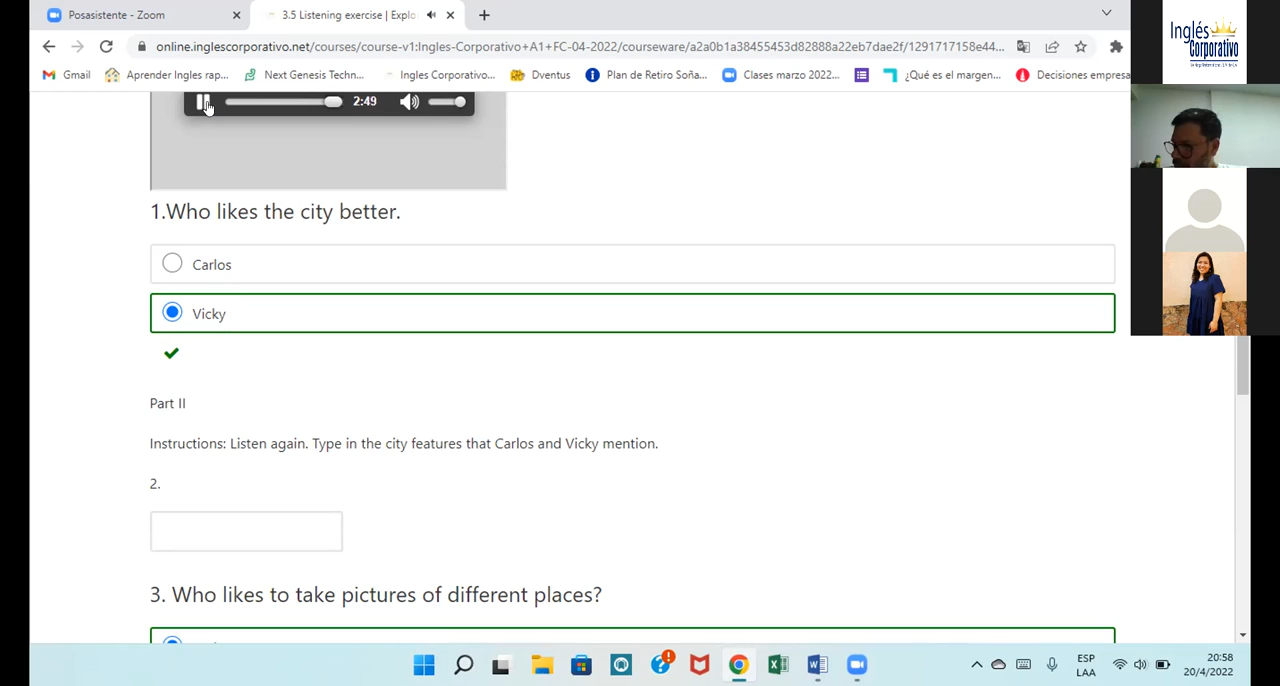 Posasistente - Zoom
3.5 Listening exercise | Explo
online.inglescorporativo.net/courses/course-v1:Ingles-Corporativo+A1+FC-04-2022/courseware/a2a0b1a38455453d82888a22eb7dae2f/1291717158e44...
Gmail
Aprender Ingles rap...
Next Genesis Techn...
Ingles Corporativo...
Dventus
Plan de Retiro Soña...
Clases marzo 2022...
¿Qué es el margen...
Decisiones empresa
Inglés
Corporativo
2:49
1.Who likes the city better.
Carlos
Vicky
Part II
Instructions: Listen again. Type in the city features that Carlos and Vicky mention.
2.
3. Who likes to take pictures of different places?
ESP
LAA
20:58
20/4/2022